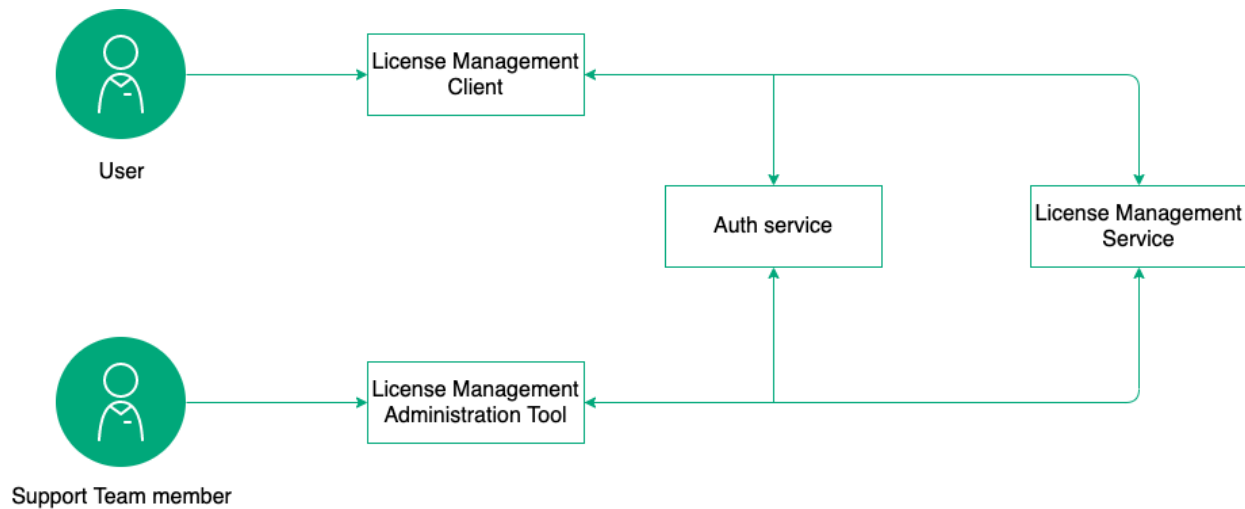 License Management
Client
User
Auth service
License Management
Service
License Management
Administration Tool
Support Team member